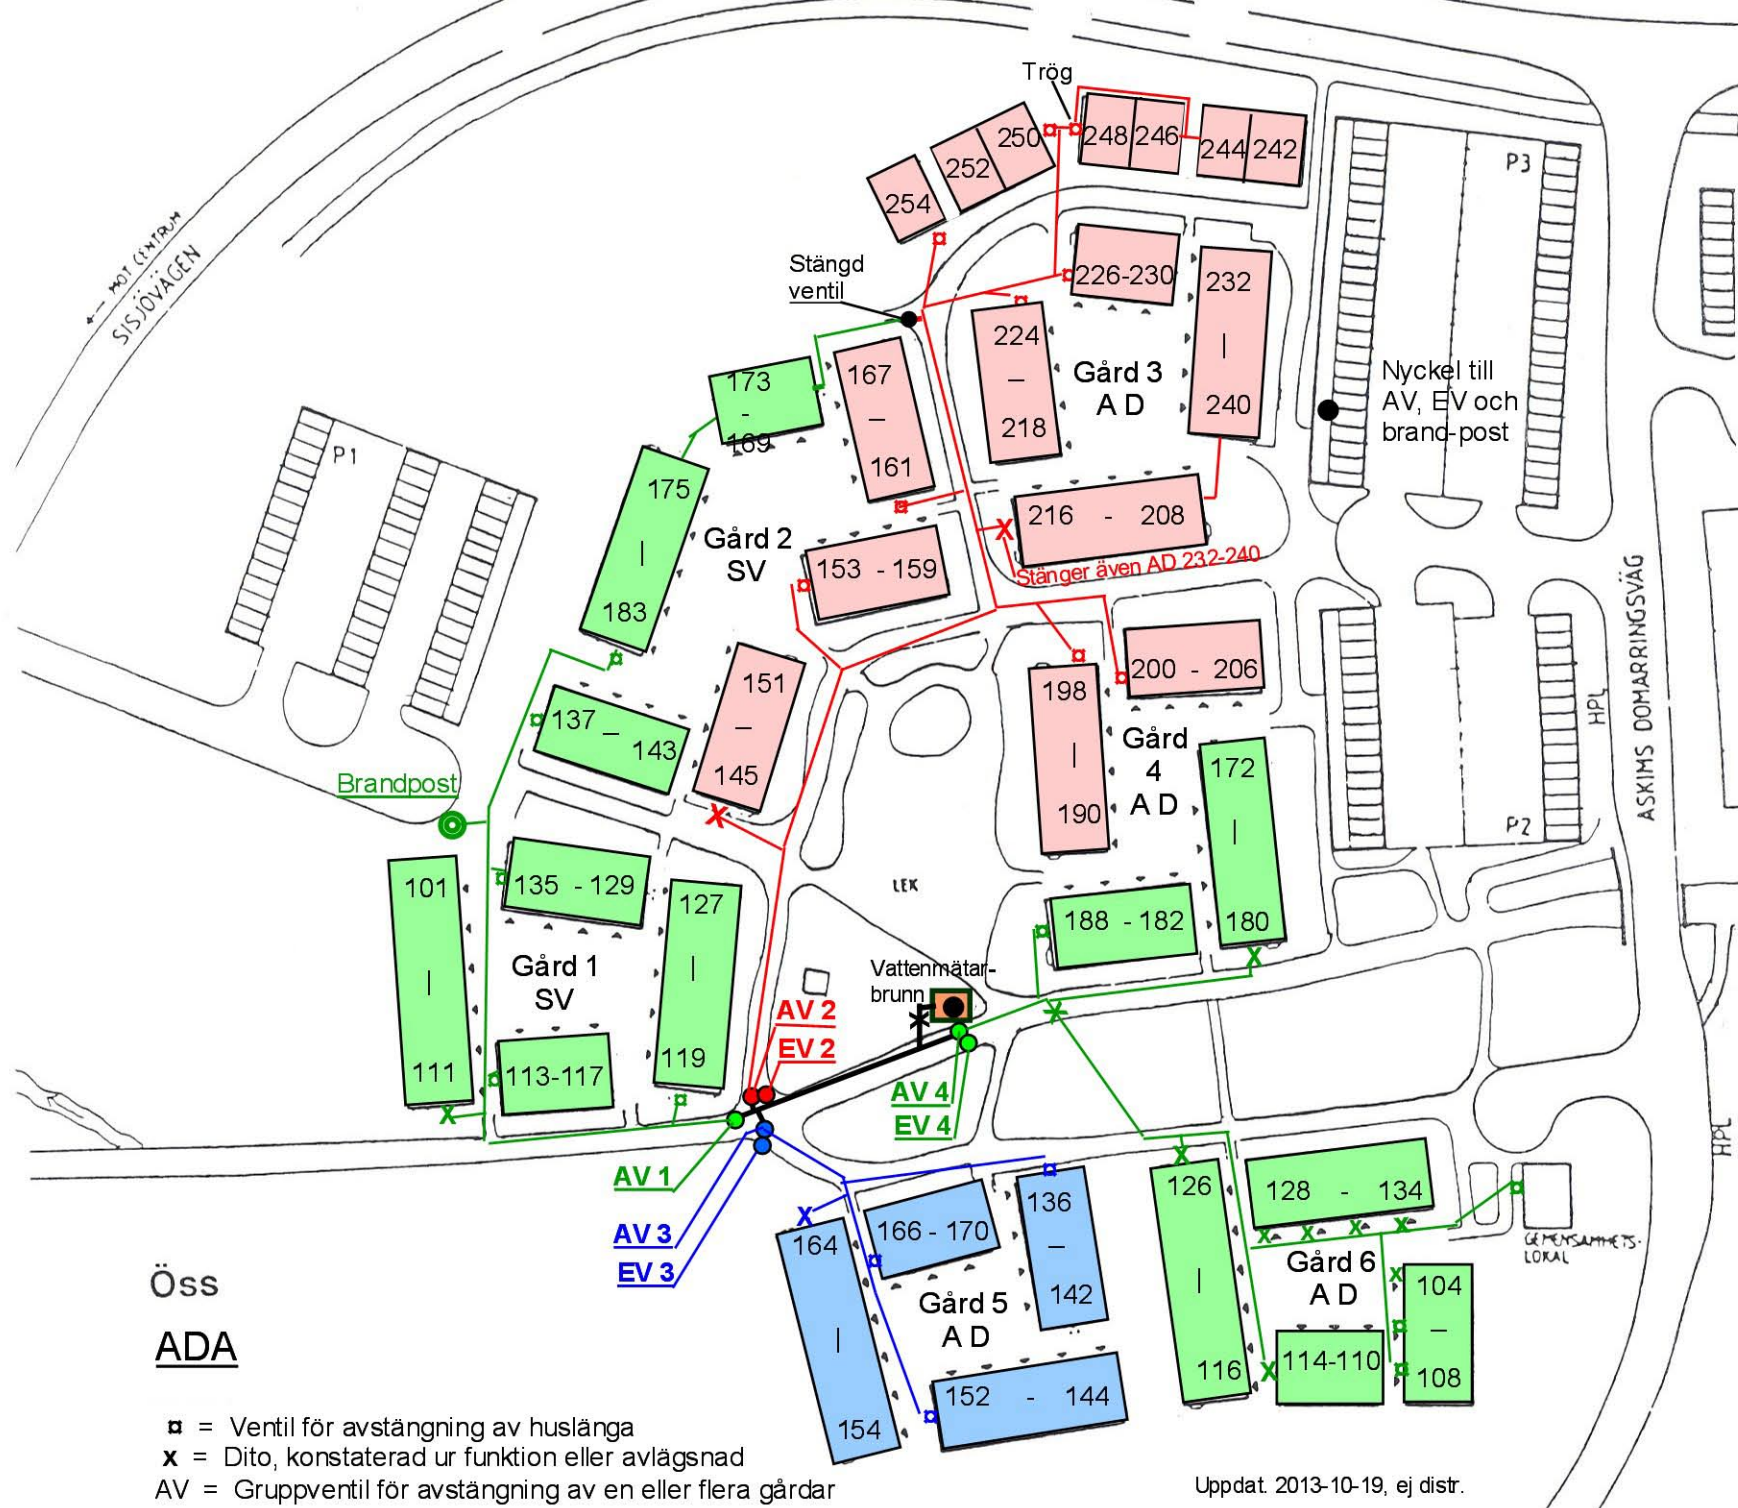 Trög
248 246
244 242
250
252
254
P3
← MOT CENTRUM
SISJÖVÄGEN
Stängd
ventil
226-230
232
|
240
224
–
218
Gård 3
A D
Nyckel till
AV, EV och
brand-post
173
-
169
167
–
161
P1
175
|
183
Gård 2
SV
216 - 208
Stänger även AD 232-240
153 - 159
ASKIMS DOMARRINGSVÄG
HPL
200 - 206
198
|
190
151
–
145
137 – 143
Gård
4
A D
172
|
180
Brandpost
P2
101
|
111
135 - 129
127
|
119
LEK
188 - 182
Gård 1
SV
Vattenmätar-
brunn
AV 2
EV 2
113-117
AV 4
EV 4
HPL
AV 1
AV 3
EV 3
136
–
142
166 - 170
164
|
154
126
|
116
128 - 134
GEMENSAMHETS-
LOKAL
Gård 6
A D
Gård 5
A D
104
–
108
114-110
152 - 144
Öss
ADA
¤ = Ventil för avstängning av huslänga
x = Dito, konstaterad ur funktion eller avlägsnad
AV = Gruppventil för avstängning av en eller flera gårdar
Uppdat. 2013-10-19, ej distr.